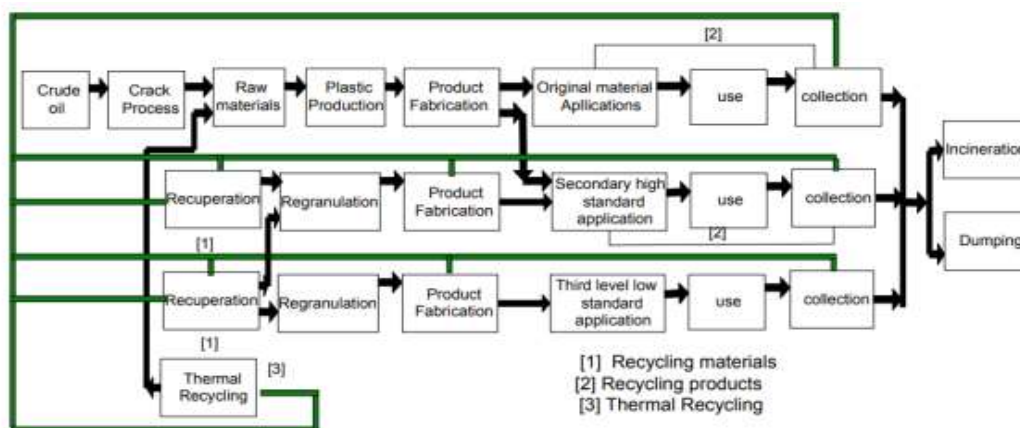 [2]
Crude
oil
Crack
Process
Raw
materials
Plastic
Production
Product
Fabrication
Original material
Apllications
use
collection
Incineration
Recuperation
Regranulation
Product
Fabrication
Secondary high
standard
application
use
collection
[1]
[2]
Dumping
Recuperation
Regranulation
Product
Fabrication
Third level low
standard
application
use
collection
[1]
Thermal
Recycling
[3]
[1] Recycling materials
[2] Recycling products
[3] Thermal Recycling